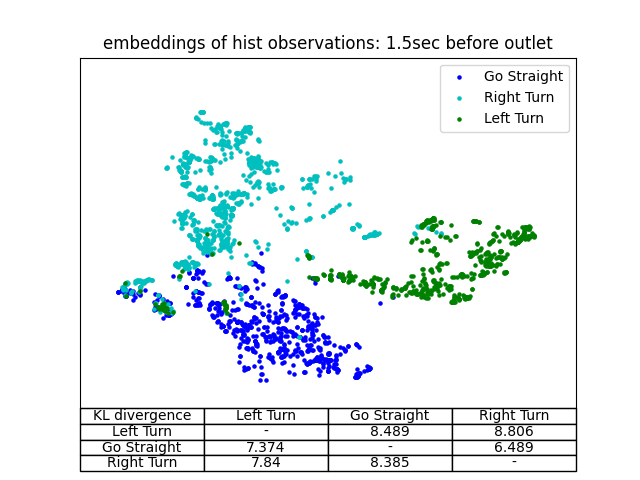 embeddings of hist observations: 1.5sec before outlet
Go Straight
Right Turn
Left Turn
KL divergence Left Turn Go Straight Right Turn
Left Turn - 8.489 8.806
Go Straight 7.374 - 6.489
Right Turn 7.84 8.385 -